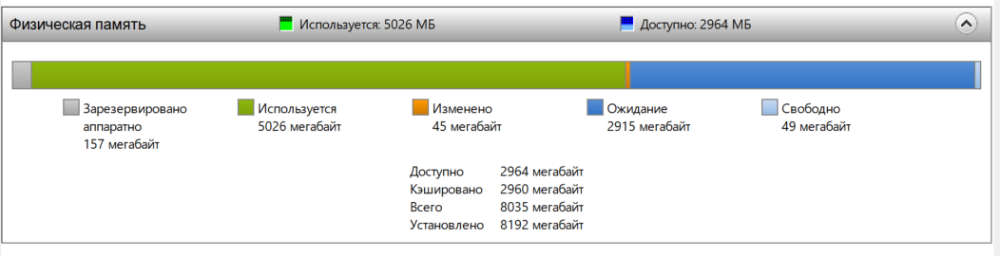 Физическая память Используется: 5026 МБ Доступно: 2964 МБ
Зарезервировано аппаратно 157 мегабайт
Используется 5026 мегабайт
Изменено 45 мегабайт
Ожидание 2915 мегабайт
Свободно 49 мегабайт
Доступно 2964 мегабайт
Кэшировано 2960 мегабайт
Всего 8035 мегабайт
Установлено 8192 мегабайт